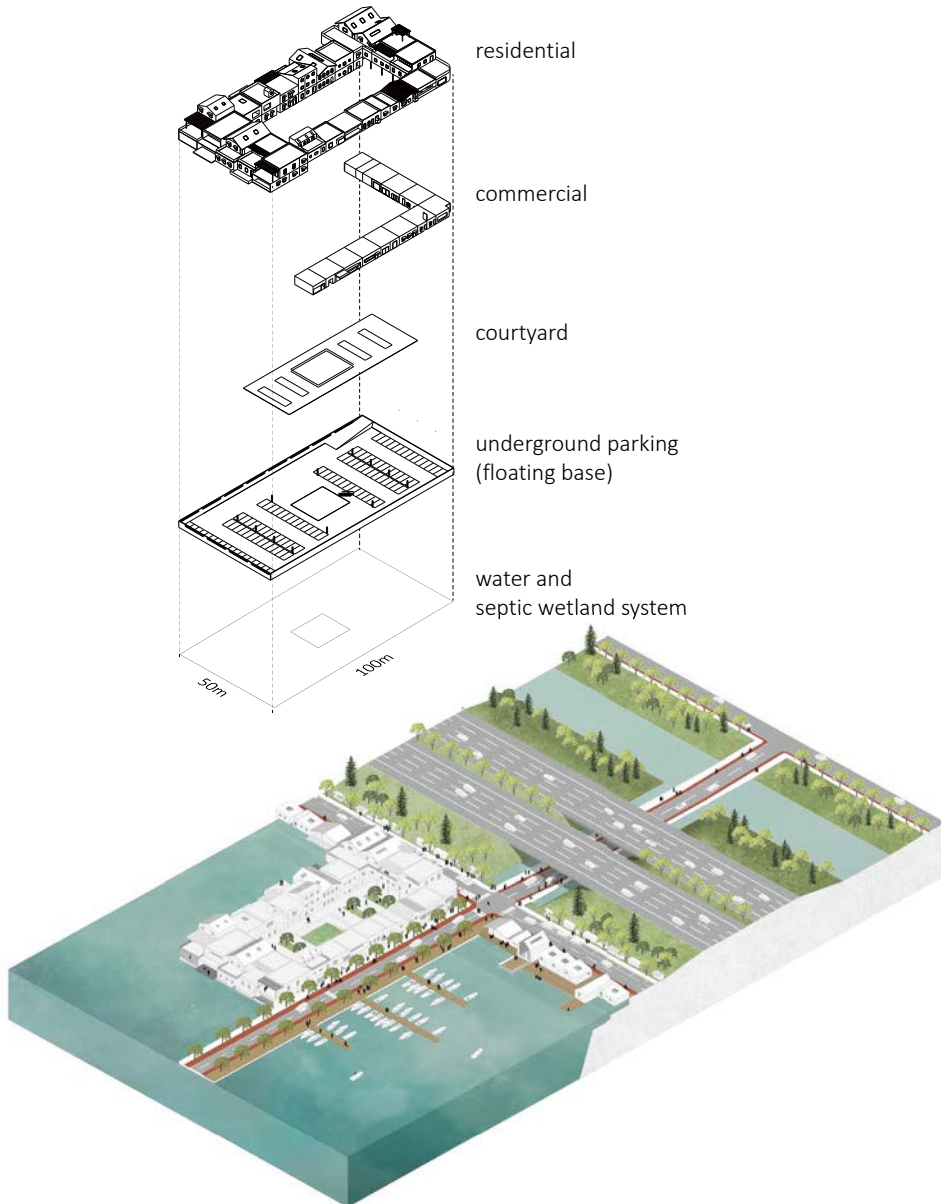 residential
commercial
courtyard
underground parking
(floating base)
water and
septic wetland system
50m
100m